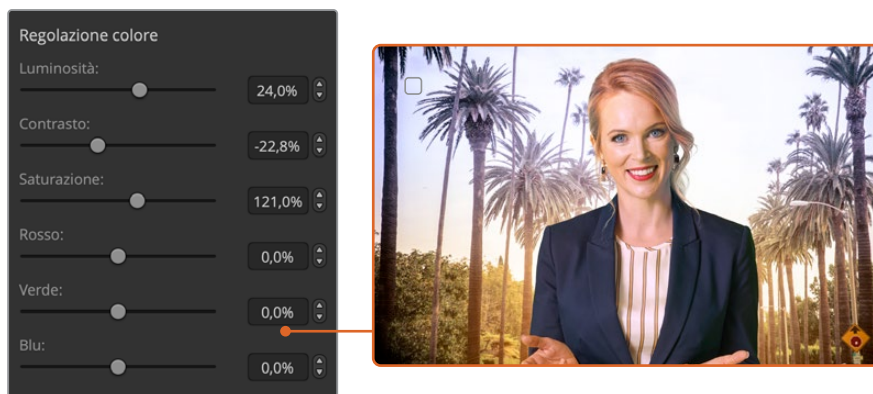 Regolazione colore
Luminosità:
24,0%
Contrasto:
-22,8%
Saturazione:
121,0%
Rosso:
0,0%
Verde:
0,0%
Blu:
0,0%